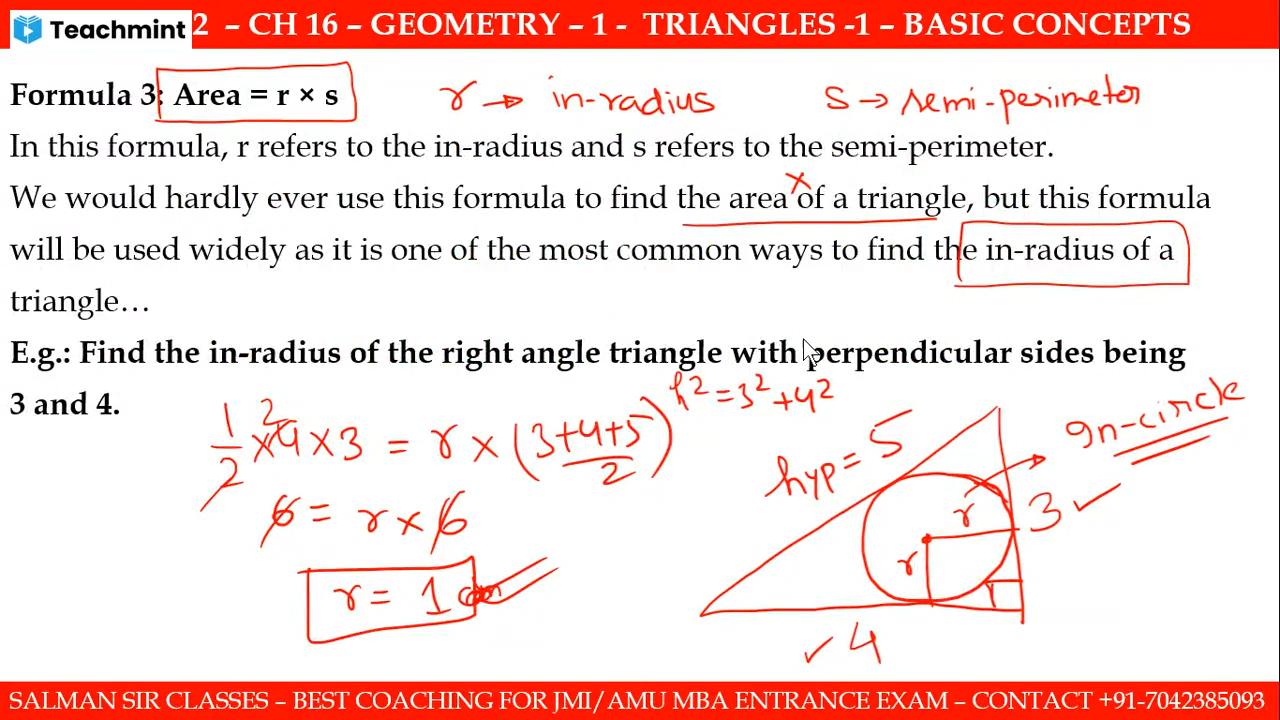 Teachmint 2 – CH 16 – GEOMETRY – 1 - TRIANGLES -1 – BASIC CONCEPTS
Formula 3: Area = r × s r → in-radius s → semi-perimetor
In this formula, r refers to the in-radius and s refers to the semi-perimeter.
We would hardly ever use this formula to find the area of a triangle, but this formula
will be used widely as it is one of the most common ways to find the in-radius of a
triangle…
E.g.: Find the in-radius of the right angle triangle with perpendicular sides being
3 and 4.
h² = 3² + 4²
1/2 × 4 × 3 = r × (3+4+5/2)
2
6 = r × 6
r = 1
hyp = 5
In-circle
r
3
r
r
4
SALMAN SIR CLASSES – BEST COACHING FOR JMI/AMU MBA ENTRANCE EXAM – CONTACT +91-7042385093